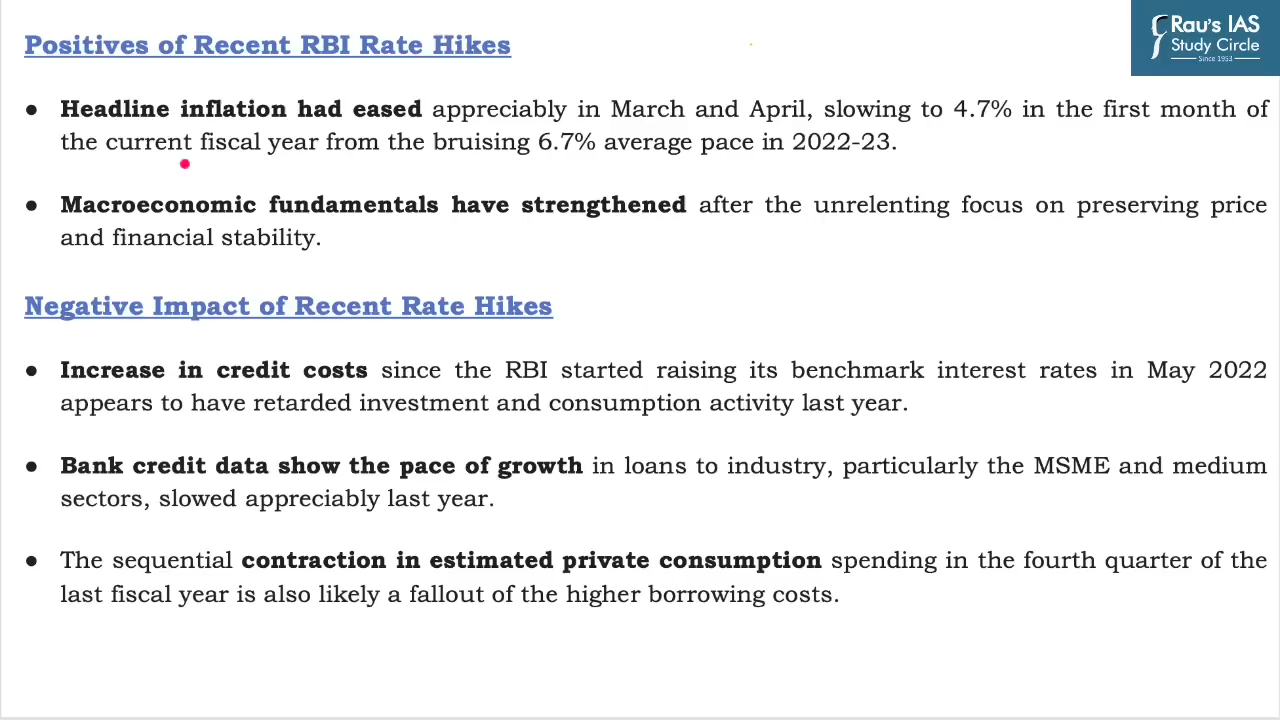 Rau's IAS
Study Circle
Since 1953
Positives of Recent RBI Rate Hikes
● Headline inflation had eased appreciably in March and April, slowing to 4.7% in the first month of
the current fiscal year from the bruising 6.7% average pace in 2022-23.
● Macroeconomic fundamentals have strengthened after the unrelenting focus on preserving price
and financial stability.
Negative Impact of Recent Rate Hikes
● Increase in credit costs since the RBI started raising its benchmark interest rates in May 2022
appears to have retarded investment and consumption activity last year.
● Bank credit data show the pace of growth in loans to industry, particularly the MSME and medium
sectors, slowed appreciably last year.
● The sequential contraction in estimated private consumption spending in the fourth quarter of the
last fiscal year is also likely a fallout of the higher borrowing costs.